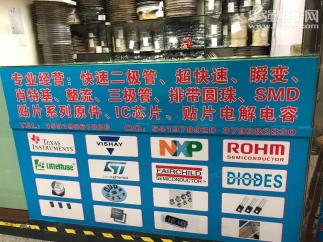 专业经营：快速二极管、超快速、瞬变、
肖特基、整流、三极管、排带圆珠、SMD
贴片系列原件、IC芯片、贴片电解电容
TEXAS INSTRUMENTS
VISHAY
NXP
ROHM
SEMICONDUCTOR
Littelfuse
ST
FAIRCHILD
SEMICONDUCTOR
DIODES